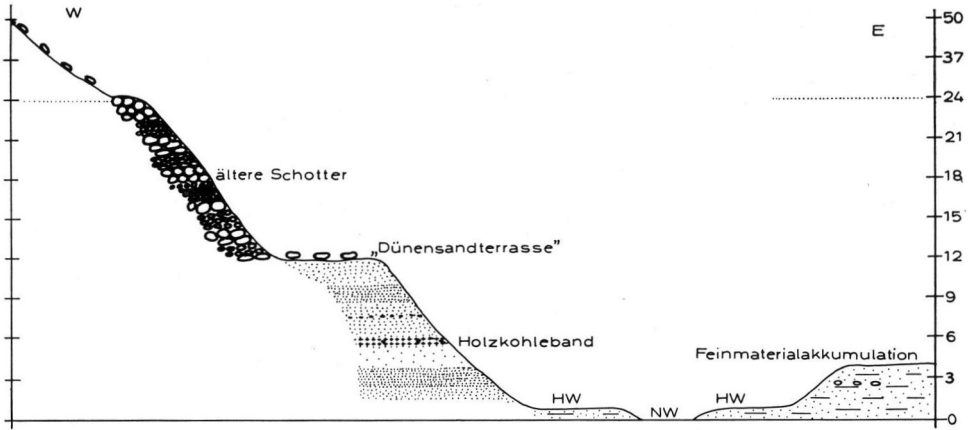 W
E
50
37
24
21
18
15
12
9
6
3
0
ältere Schotter
„Dünensandterrasse”
Holzkohleband
Feinmaterialakkumulation
HW
NW
HW